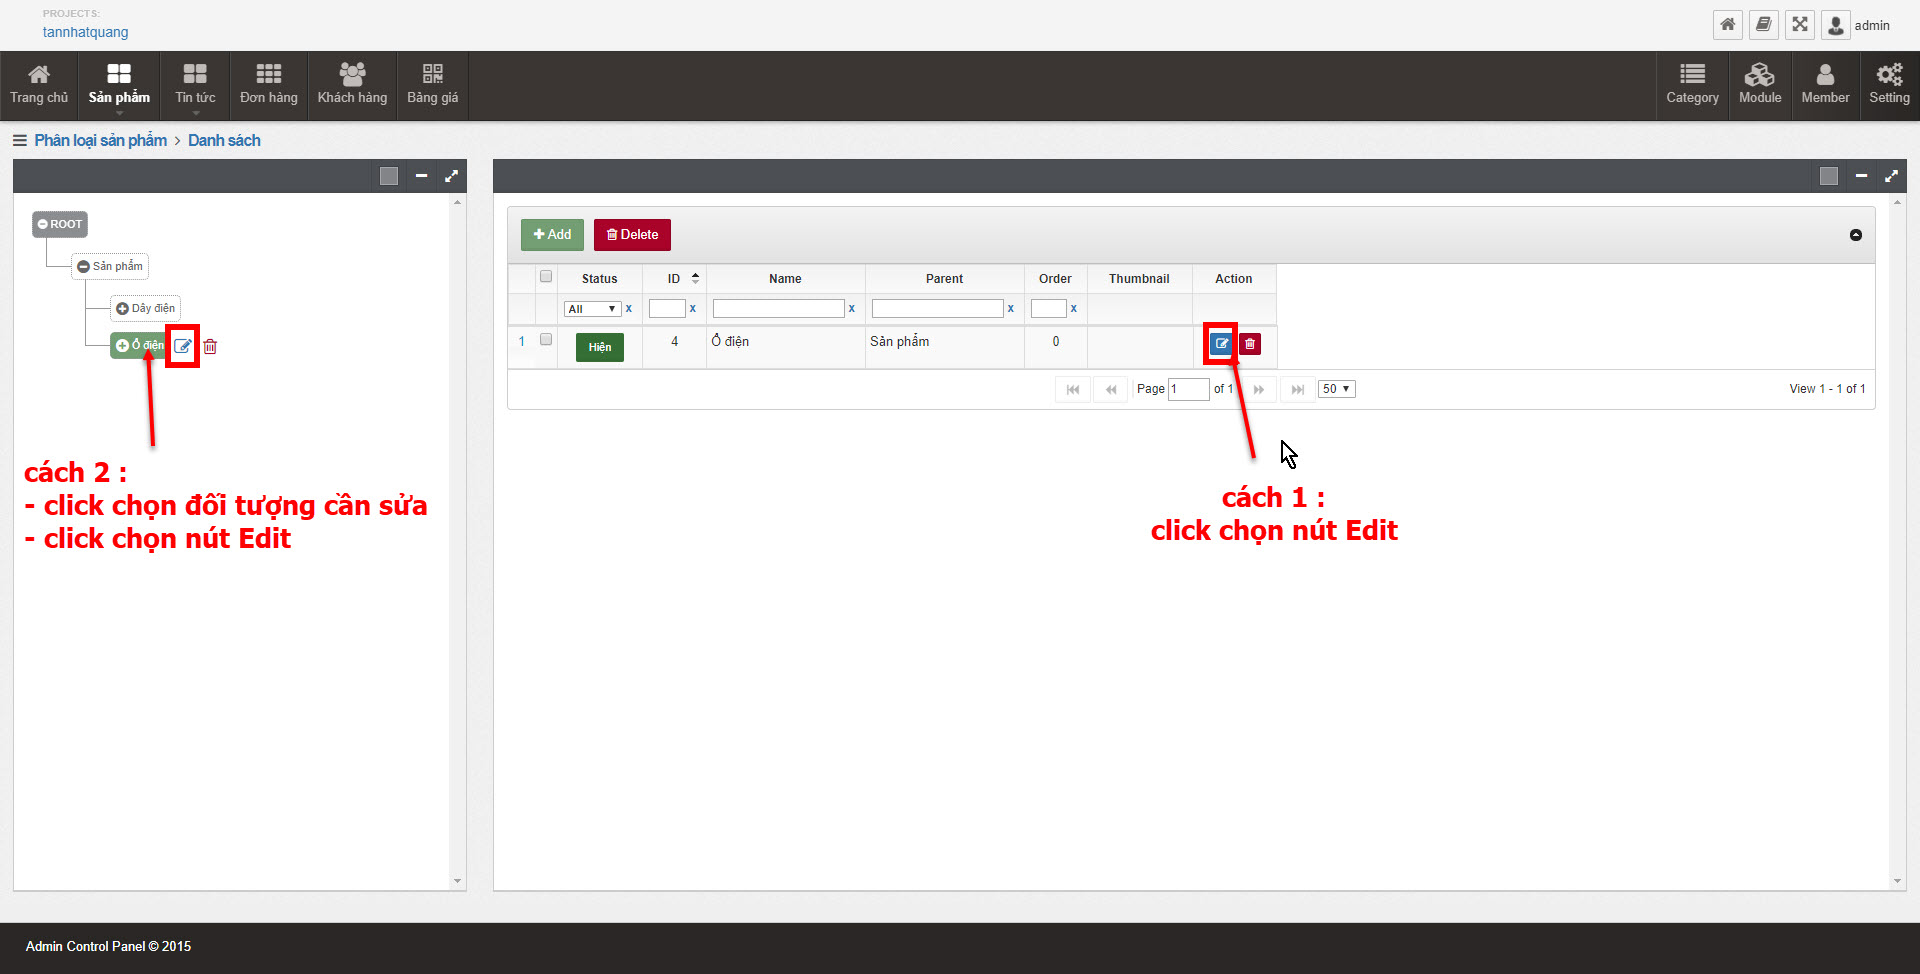 PROJECTS:
tannhatquang
admin
Trang chủ
Sản phẩm
Tin tức
Đơn hàng
Khách hàng
Bảng giá
Category
Module
Member
Setting
Phân loại sản phẩm > Danh sách
ROOT
Sản phẩm
Dây điện
Ổ điện
cách 2 :
- click chọn đối tượng cần sửa
- click chọn nút Edit
Add Delete
Status ID Name Parent Order Thumbnail Action
All x x x x x
1 Hiện 4 Ổ điện Sản phẩm 0
Page 1 of 1 50 View 1 - 1 of 1
cách 1 :
click chọn nút Edit
Admin Control Panel © 2015